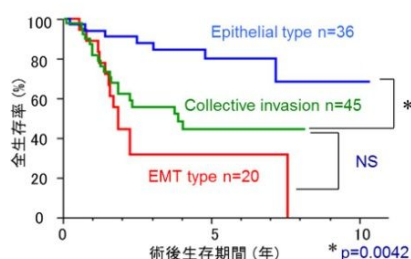 100
80
60
40
20
0
全生存率 (%)
Epithelial type n=36
Collective invasion n=45
EMT type n=20
*
NS
0
5
10
術後生存期間 (年)
*p=0.0042